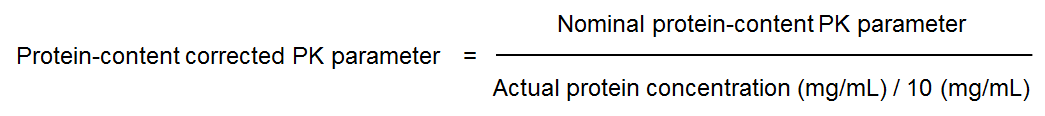 Nominal protein-content PK parameter
Protein-content corrected PK parameter =
Actual protein concentration (mg/mL) / 10 (mg/mL)